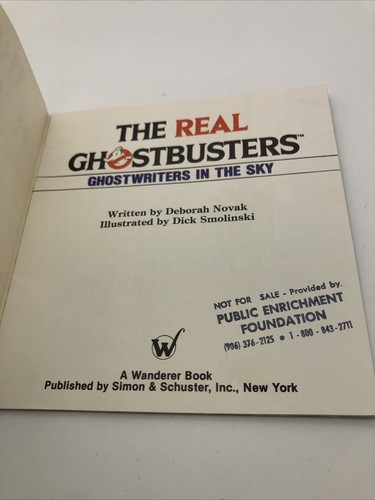 THE REAL
GHOSTBUSTERS™
GHOSTWRITERS IN THE SKY
Written by Deborah Novak
Illustrated by Dick Smolinski
NOT FOR SALE - Provided by
PUBLIC ENRICHMENT
FOUNDATION
(906) 376-2125 • 1-800-843-2711
W
A Wanderer Book
Published by Simon & Schuster, Inc., New York